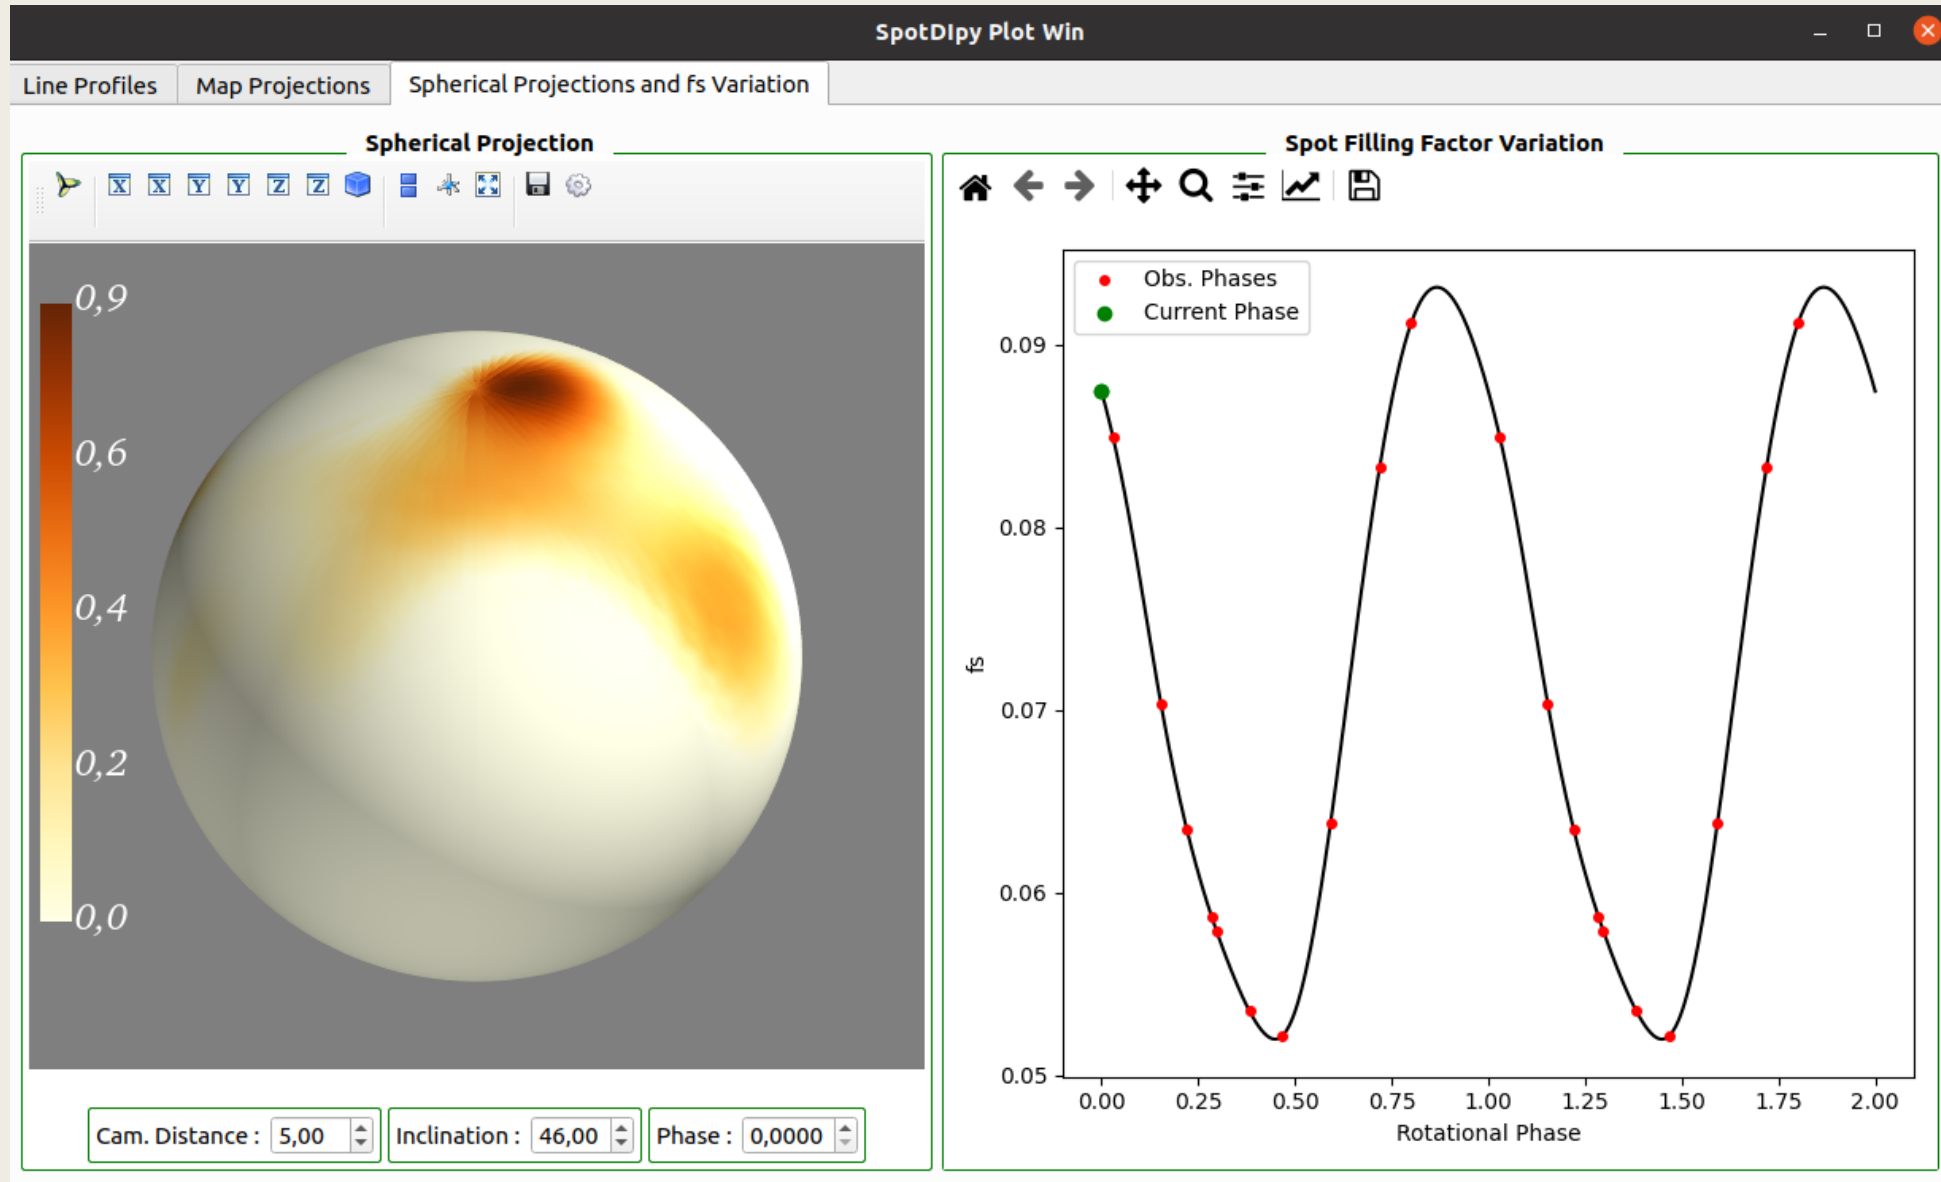 SpotDIpy Plot Win
Line Profiles
Map Projections
Spherical Projections and fs Variation
Spherical Projection
X X Y Y Z Z
0,9
0,6
0,4
0,2
0,0
Cam. Distance : 5,00
Inclination : 46,00
Phase : 0,0000
Spot Filling Factor Variation
Obs. Phases
Current Phase
0.09
0.08
0.07
0.06
0.05
fs
0.00 0.25 0.50 0.75 1.00 1.25 1.50 1.75 2.00
Rotational Phase